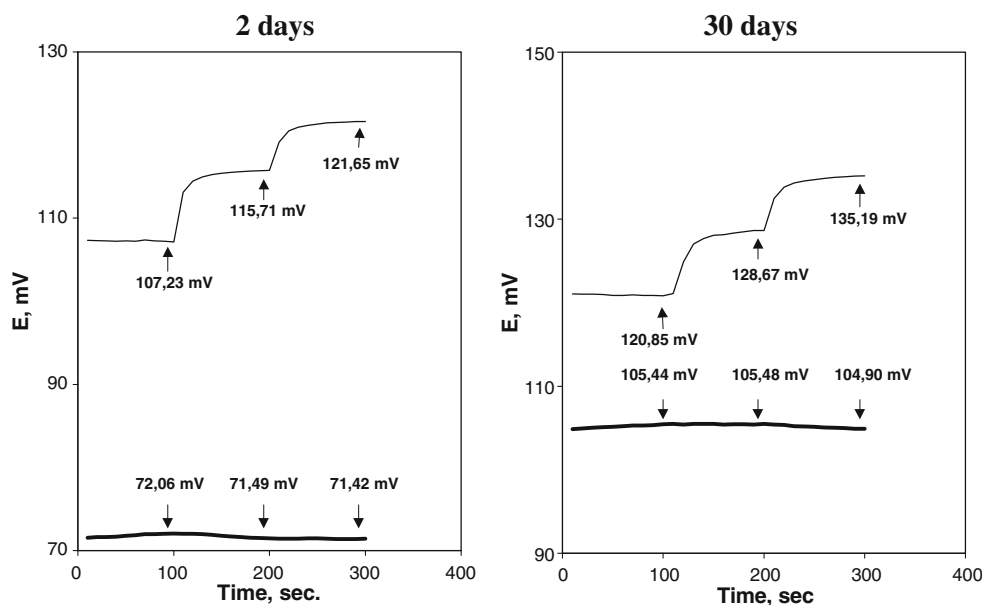 2 days
130
110
90
70
E, mV
121,65 mV
115,71 mV
107,23 mV
72,06 mV 71,49 mV 71,42 mV
0 100 200 300 400
Time, sec.
30 days
150
130
110
90
E, mV
135,19 mV
128,67 mV
120,85 mV
105,44 mV 105,48 mV 104,90 mV
0 100 200 300 400
Time, sec